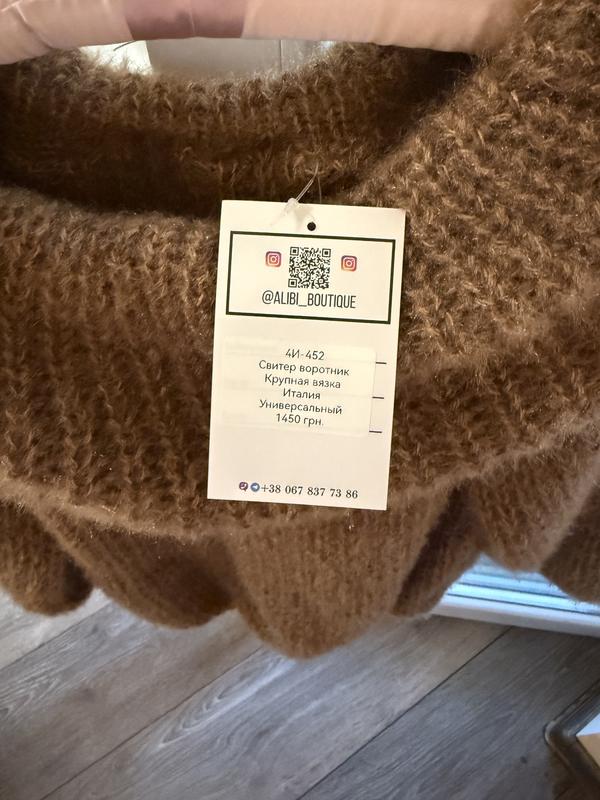 @ALIBI_BOUTIQUE
4И-452
Свитер воротник
Крупная вязка
Италия
Универсальный
1450 грн.
+38 067 837 73 86